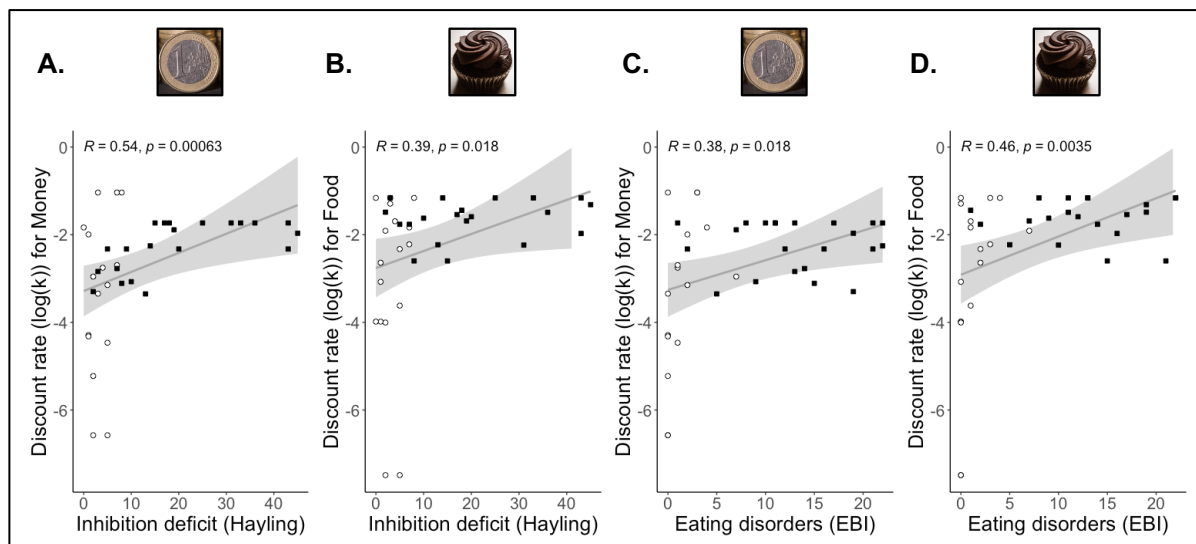 A.
B.
C.
D.
1
1
R = 0.54, p = 0.00063
R = 0.39, p = 0.018
R = 0.38, p = 0.018
R = 0.46, p = 0.0035
Discount rate (log(k)) for Money
Discount rate (log(k)) for Food
Discount rate (log(k)) for Money
Discount rate (log(k)) for Food
0
-2
-4
-6
0
-2
-4
-6
0
-2
-4
-6
0
-2
-4
-6
0 10 20 30 40
0 10 20 30 40
0 5 10 15 20
0 5 10 15 20
Inhibition deficit (Hayling)
Inhibition deficit (Hayling)
Eating disorders (EBI)
Eating disorders (EBI)